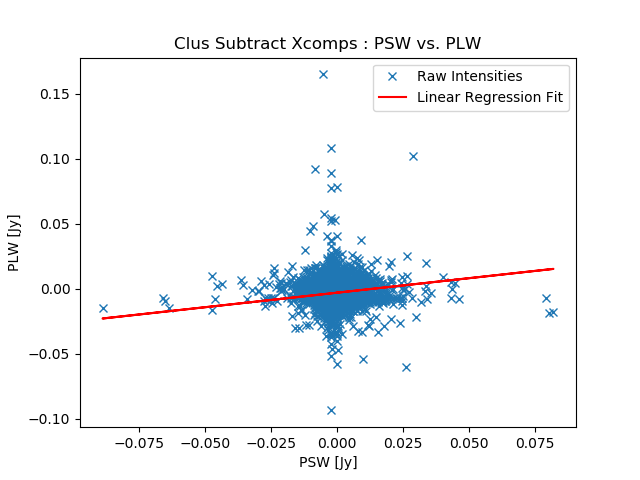 Clus Subtract Xcomps : PSW vs. PLW
Raw Intensities
Linear Regression Fit
PLW [Jy]
0.15
0.10
0.05
0.00
−0.05
−0.10
−0.075
−0.050
−0.025
0.000
0.025
0.050
0.075
PSW [Jy]